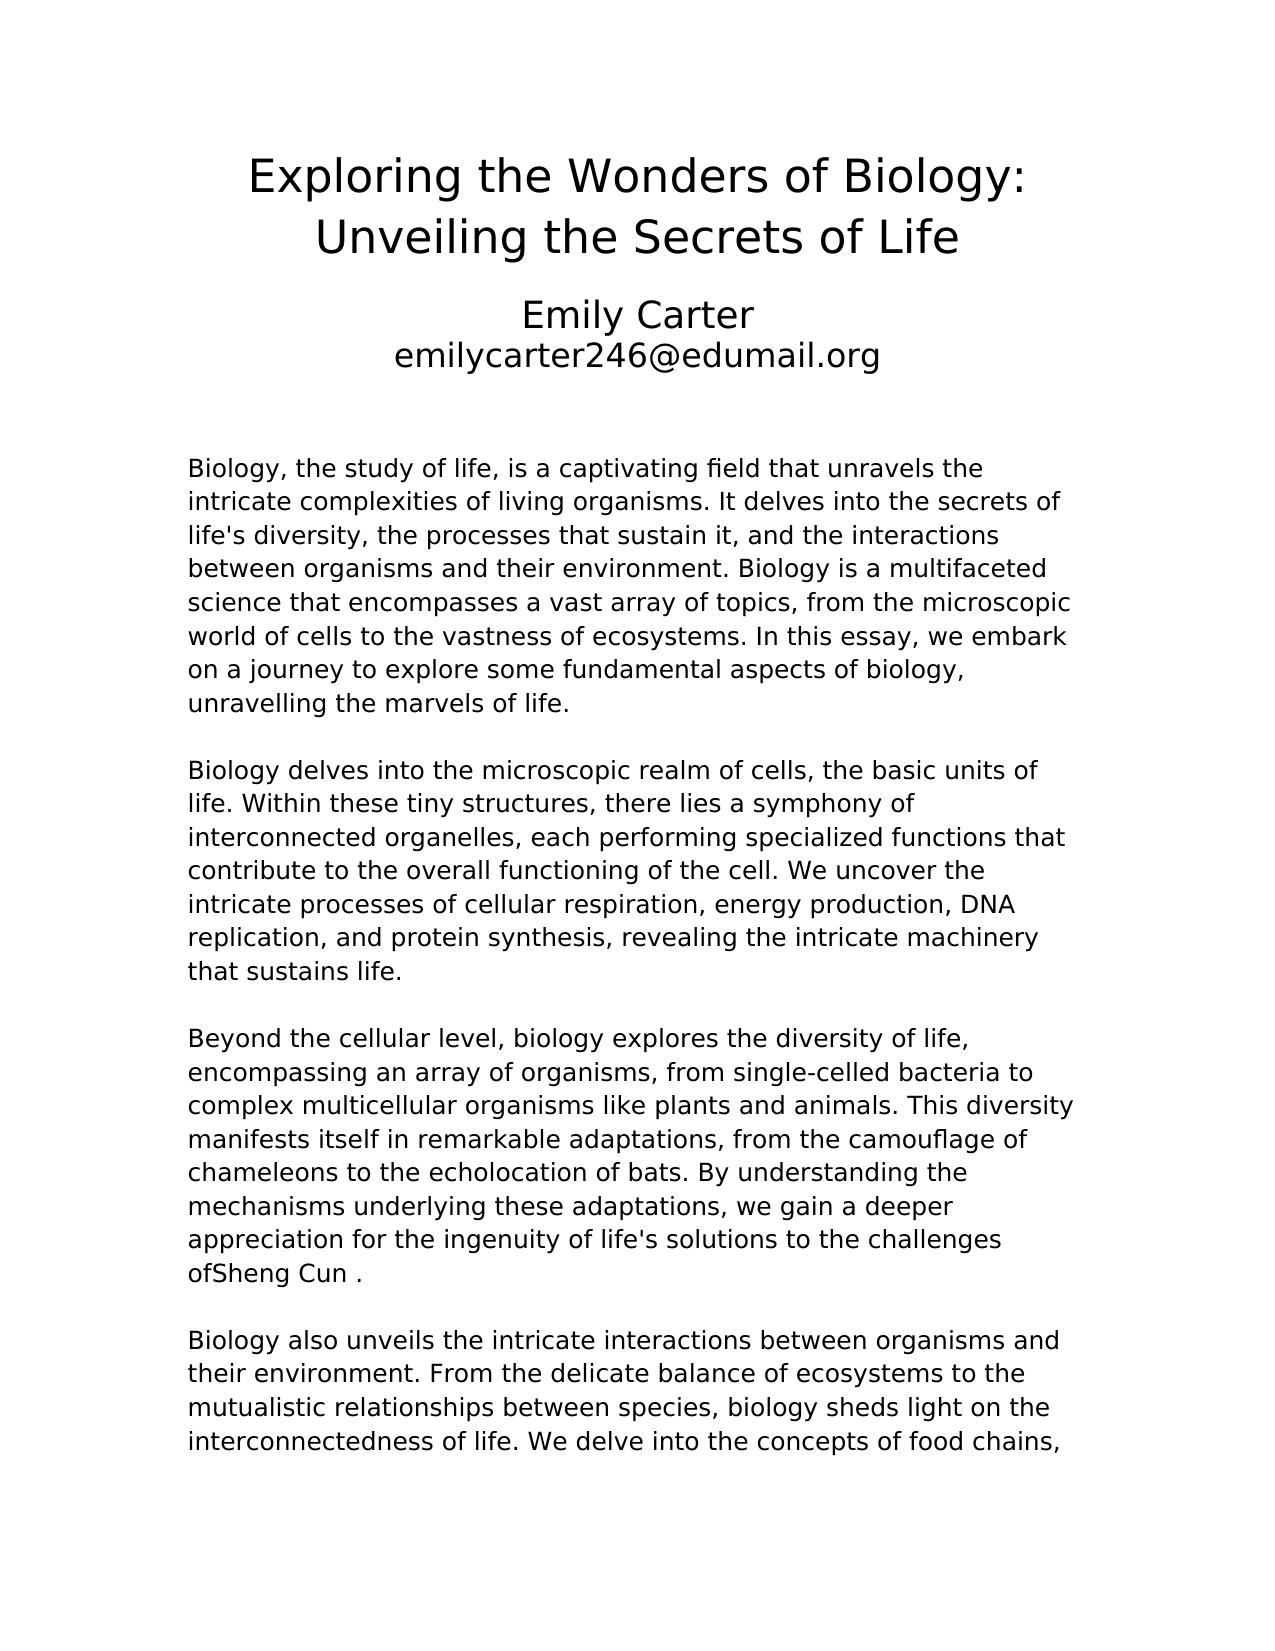 Exploring the Wonders of Biology:
Unveiling the Secrets of Life
Emily Carter
emilycarter246@edumail.org
Biology, the study of life, is a captivating field that unravels the
intricate complexities of living organisms. It delves into the secrets of
life's diversity, the processes that sustain it, and the interactions
between organisms and their environment. Biology is a multifaceted
science that encompasses a vast array of topics, from the microscopic
world of cells to the vastness of ecosystems. In this essay, we embark
on a journey to explore some fundamental aspects of biology,
unravelling the marvels of life.
Biology delves into the microscopic realm of cells, the basic units of
life. Within these tiny structures, there lies a symphony of
interconnected organelles, each performing specialized functions that
contribute to the overall functioning of the cell. We uncover the
intricate processes of cellular respiration, energy production, DNA
replication, and protein synthesis, revealing the intricate machinery
that sustains life.
Beyond the cellular level, biology explores the diversity of life,
encompassing an array of organisms, from single-celled bacteria to
complex multicellular organisms like plants and animals. This diversity
manifests itself in remarkable adaptations, from the camouflage of
chameleons to the echolocation of bats. By understanding the
mechanisms underlying these adaptations, we gain a deeper
appreciation for the ingenuity of life's solutions to the challenges
ofSheng Cun .
Biology also unveils the intricate interactions between organisms and
their environment. From the delicate balance of ecosystems to the
mutualistic relationships between species, biology sheds light on the
interconnectedness of life. We delve into the concepts of food chains,